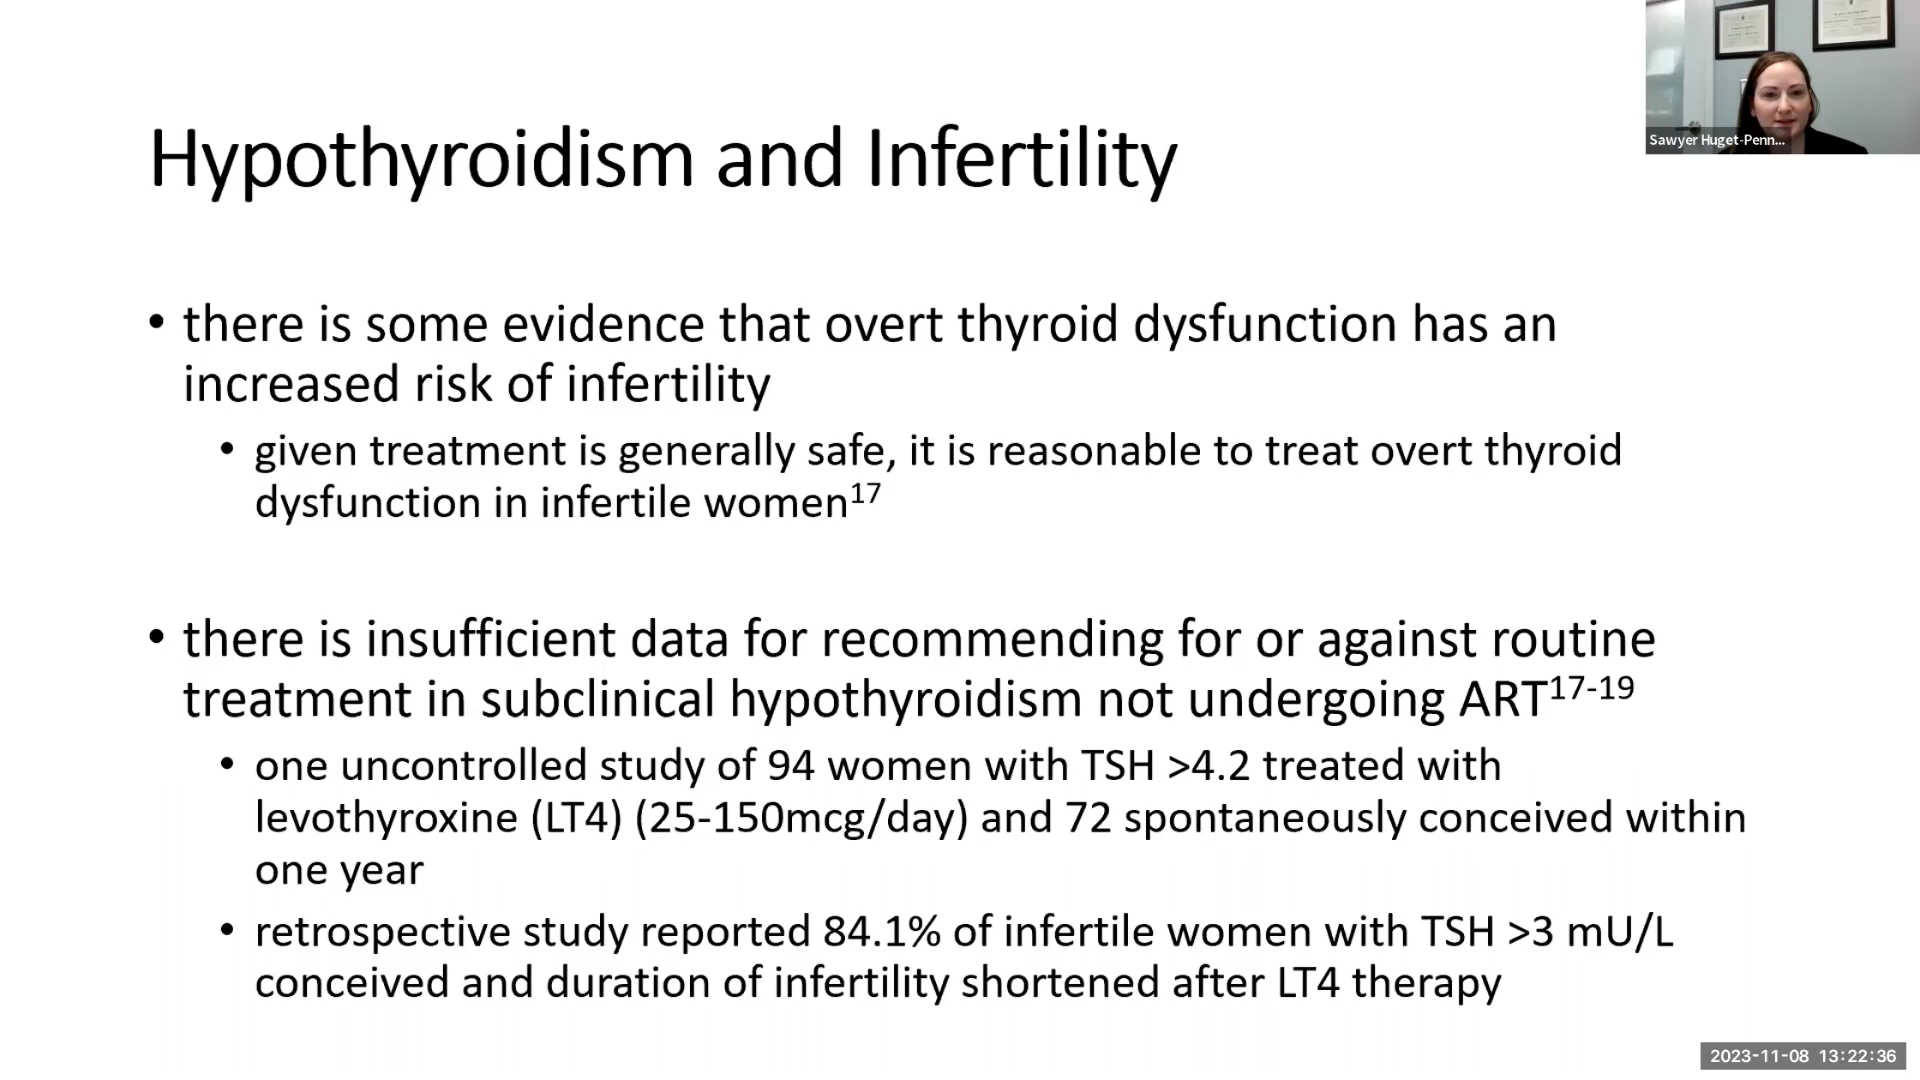 Sawyer Huget-Penn...
Hypothyroidism and Infertility
• there is some evidence that overt thyroid dysfunction has an
increased risk of infertility
• given treatment is generally safe, it is reasonable to treat overt thyroid
dysfunction in infertile women17
• there is insufficient data for recommending for or against routine
treatment in subclinical hypothyroidism not undergoing ART17-19
• one uncontrolled study of 94 women with TSH >4.2 treated with
levothyroxine (LT4) (25-150mcg/day) and 72 spontaneously conceived within
one year
• retrospective study reported 84.1% of infertile women with TSH >3 mU/L
conceived and duration of infertility shortened after LT4 therapy
2023-11-08 13:22:36